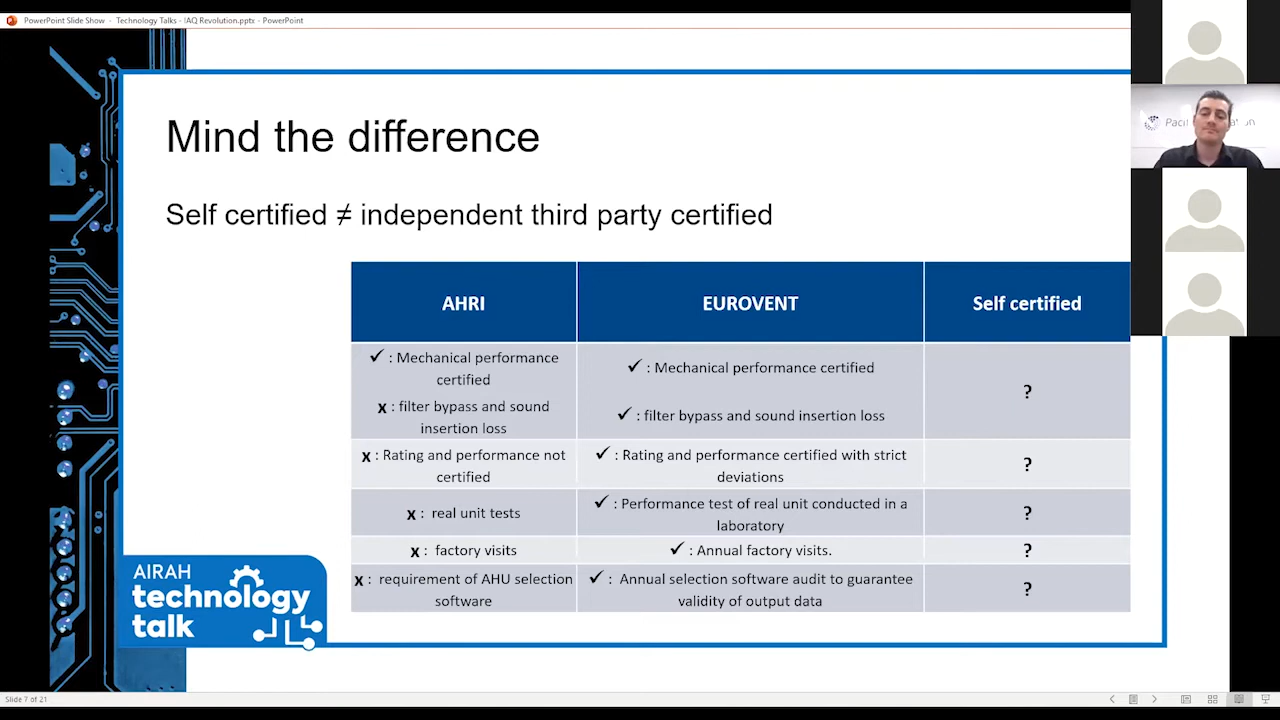 PowerPoint Slide Show - Technology Talks - IAQ Revolution.pptx - PowerPoint
Mind the difference
Self certified ≠ independent third party certified
AHRI
EUROVENT
Self certified
✓ : Mechanical performance
certified
x : filter bypass and sound
insertion loss
✓ : Mechanical performance certified
✓ : filter bypass and sound insertion loss
?
x : Rating and performance not
certified
✓ : Rating and performance certified with strict
deviations
?
x : real unit tests
✓ : Performance test of real unit conducted in a
laboratory
?
x : factory visits
✓ : Annual factory visits.
?
x : requirement of AHU selection
software
✓ : Annual selection software audit to guarantee
validity of output data
?
AIRAH
technology
talk
Slide 7 of 21